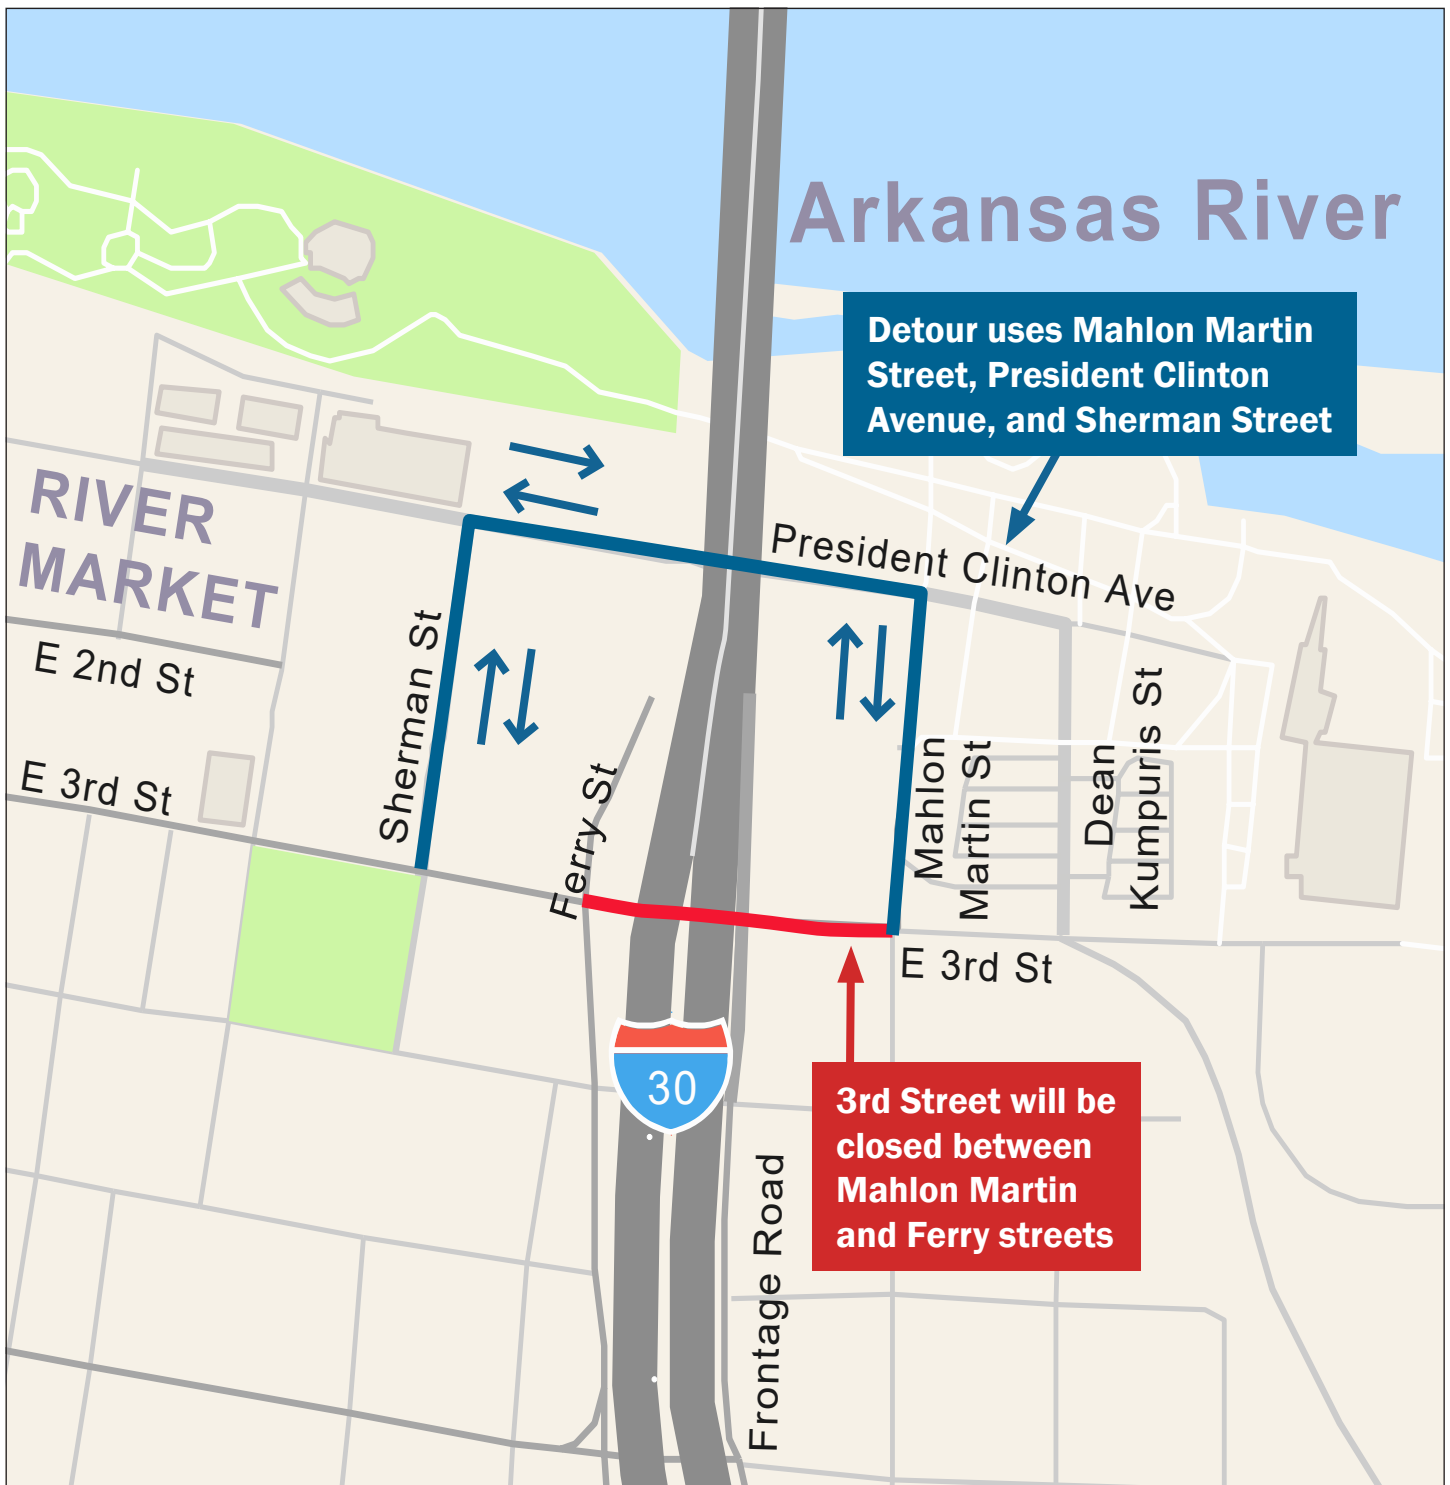 Arkansas River
Detour uses Mahlon Martin
Street, President Clinton
Avenue, and Sherman Street
RIVER
MARKET
President Clinton Ave
E 2nd St
Sherman St
E 3rd St
Ferry St
Mahlon
Martin St
Dean
Kumpuris St
E 3rd St
30
3rd Street will be
closed between
Mahlon Martin
and Ferry streets
Frontage Road